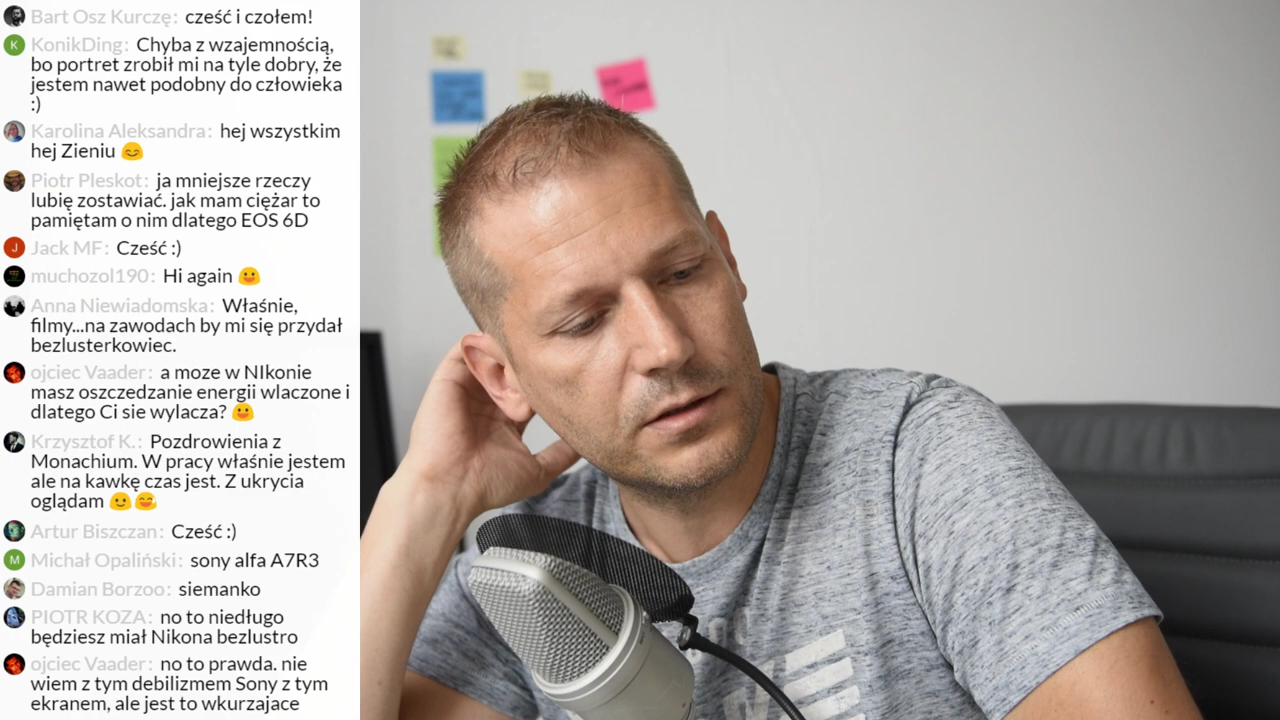 Bart Osz Kurczę: cześć i czołem!
KonikDing: Chyba z wzajemnością,
bo portret zrobił mi na tyle dobry, że
jestem nawet podobny do człowieka
:)
Karolina Aleksandra: hej wszystkim
hej Zieniu 😊
Piotr Pleskot: ja mniejsze rzeczy
lubię zostawiać. jak mam ciężar to
pamiętam o nim dlatego EOS 6D
Jack MF: Cześć :)
muchozol190: Hi again 😀
Anna Niewiadomska: Właśnie,
filmy...na zawodach by mi się przydał
bezlusterkowiec.
ojciec Vaader: a moze w NIkonie
masz oszczedzanie energii wlaczone i
dlatego Ci sie wylacza? 😀
Krzysztof K.: Pozdrowienia z
Monachium. W pracy właśnie jestem
ale na kawkę czas jest. Z ukrycia
oglądam 🙂😅
Artur Biszczan: Cześć :)
Michał Opaliński: sony alfa A7R3
Damian Borzoo: siemanko
PIOTR KOZA: no to niedługo
będziesz miał Nikona bezlustro
ojciec Vaader: no to prawda. nie
wiem z tym debilizmem Sony z tym
ekranem, ale jest to wkurzajace